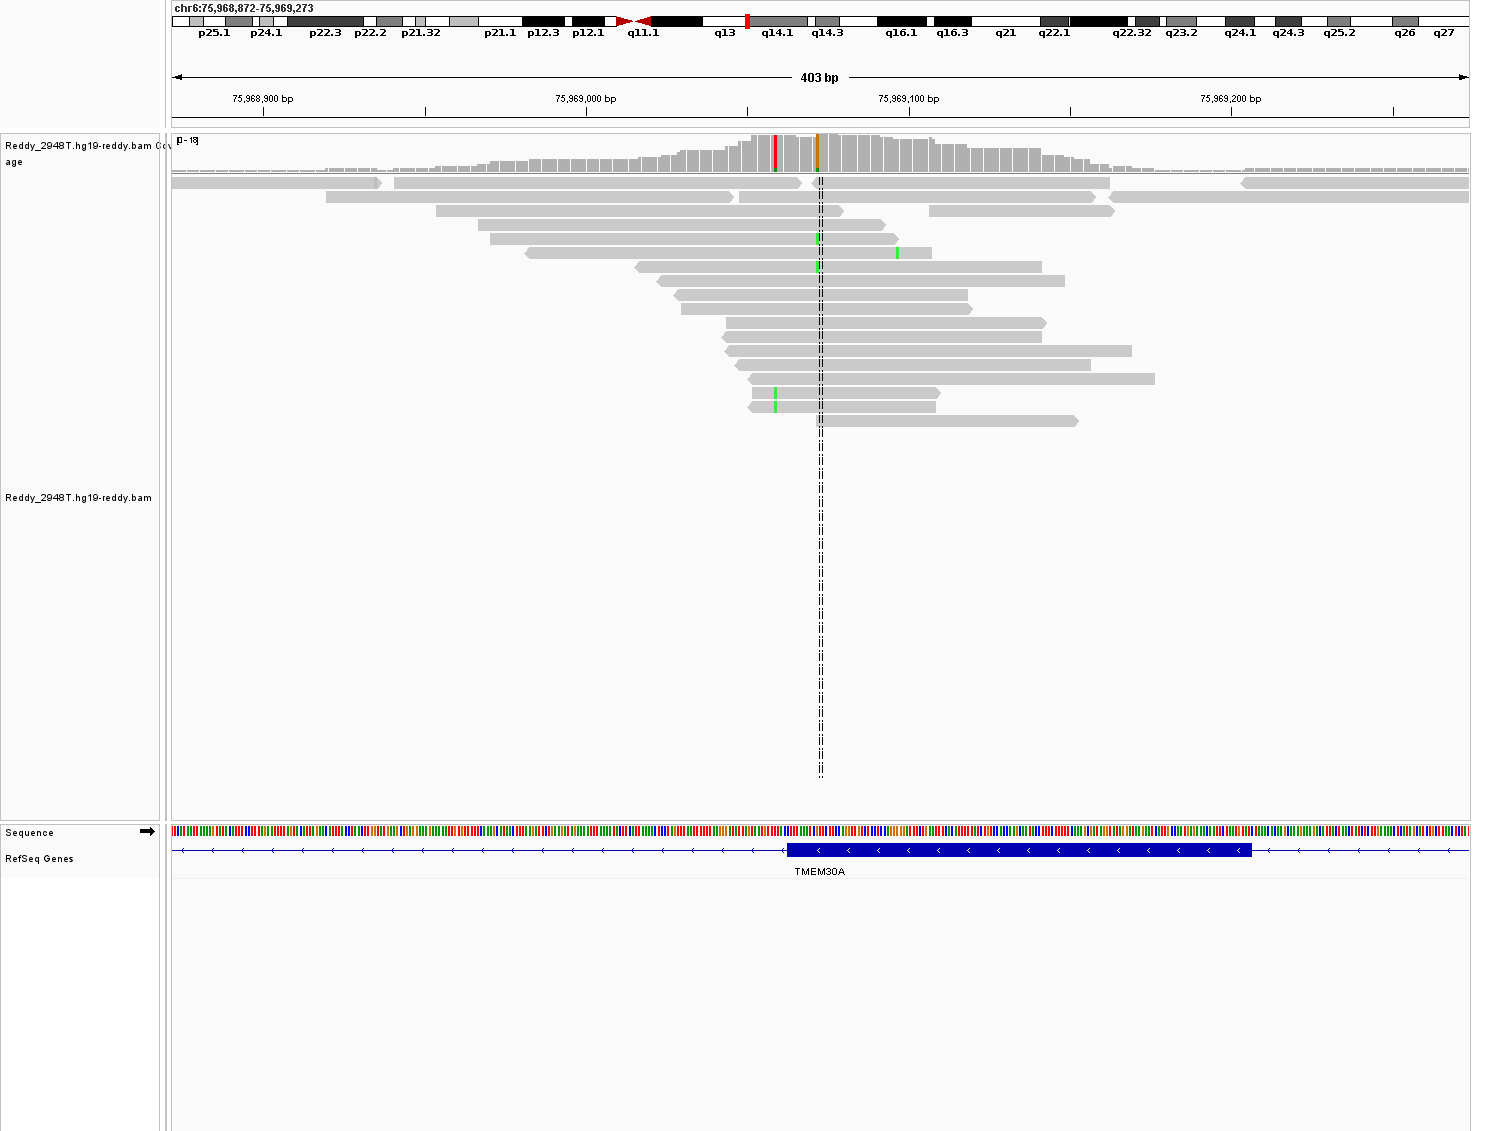 chr6:75,968,872-75,969,273
p25.1 p24.1 p22.3 p22.2 p21.32 p21.1 p12.3 p12.1 q11.1 q13 q14.1 q14.3 q16.1 q16.3 q21 q22.1 q22.32 q23.2 q24.1 q24.3 q25.2 q26 q27
403 bp
75,968,900 bp 75,969,000 bp 75,969,100 bp 75,969,200 bp
Reddy_2948T.hg19-reddy.bam Cov
age
[0 - 18]
Reddy_2948T.hg19-reddy.bam
Sequence
RefSeq Genes
TMEM30A